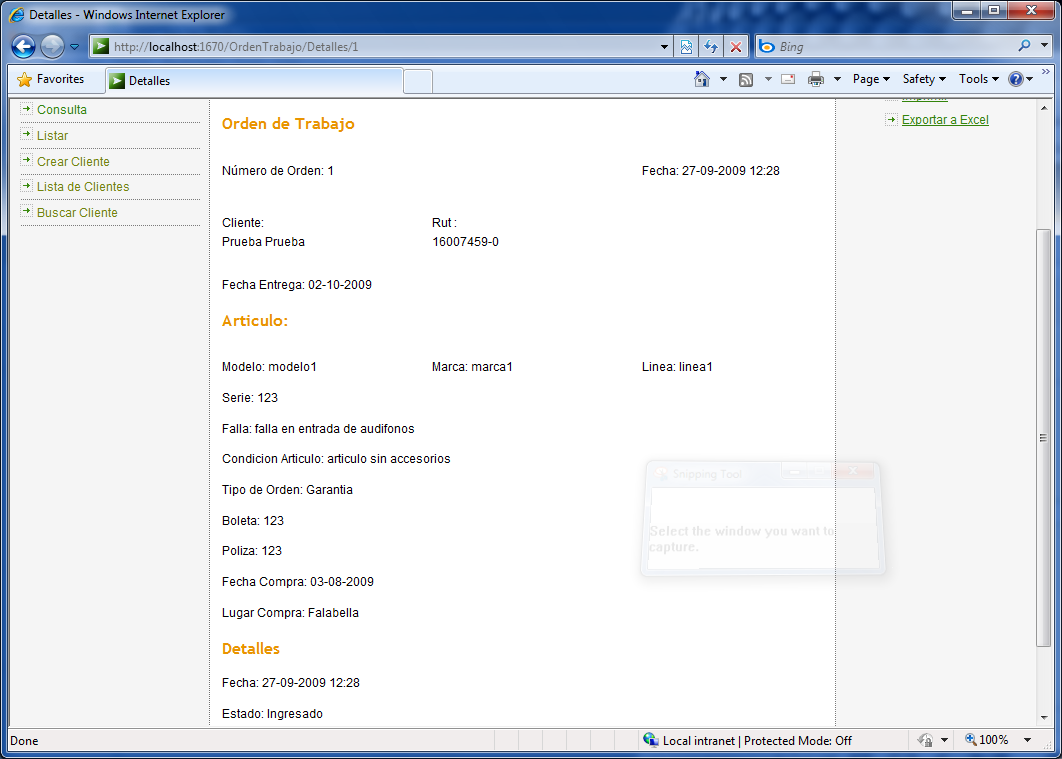 Detalles - Windows Internet Explorer
http://localhost:1670/OrdenTrabajo/Detalles/1
Bing
Favorites
Detalles
Page
Safety
Tools
Consulta
Listar
Crear Cliente
Lista de Clientes
Buscar Cliente
Orden de Trabajo
Número de Orden: 1 Fecha: 27-09-2009 12:28
Cliente: Rut :
Prueba Prueba 16007459-0
Fecha Entrega: 02-10-2009
Articulo:
Modelo: modelo1 Marca: marca1 Linea: linea1
Serie: 123
Falla: falla en entrada de audifonos
Condicion Articulo: articulo sin accesorios
Tipo de Orden: Garantia
Boleta: 123
Poliza: 123
Fecha Compra: 03-08-2009
Lugar Compra: Falabella
Detalles
Fecha: 27-09-2009 12:28
Estado: Ingresado
Exportar a Excel
Snipping Tool
Select the window you want to
capture.
Done
Local intranet | Protected Mode: Off
100%